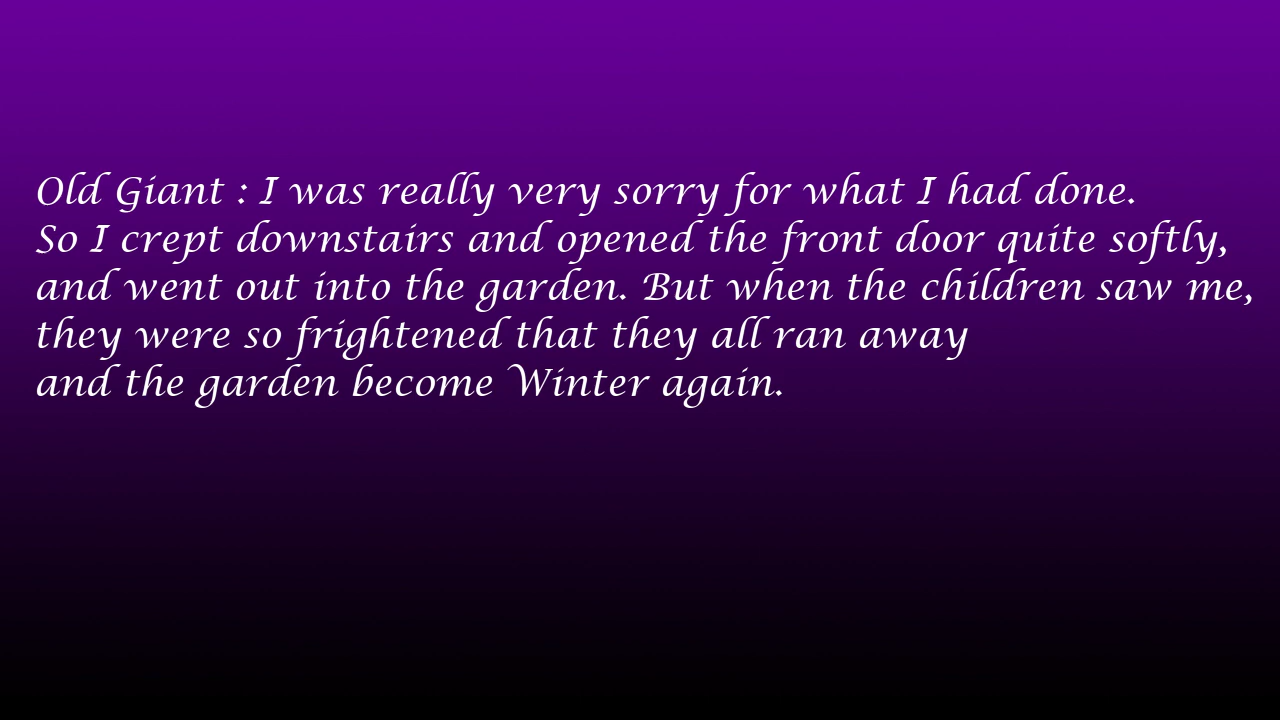 Old Giant : I was really very sorry for what I had done.
So I crept downstairs and opened the front door quite softly,
and went out into the garden. But when the children saw me,
they were so frightened that they all ran away
and the garden become Winter again.